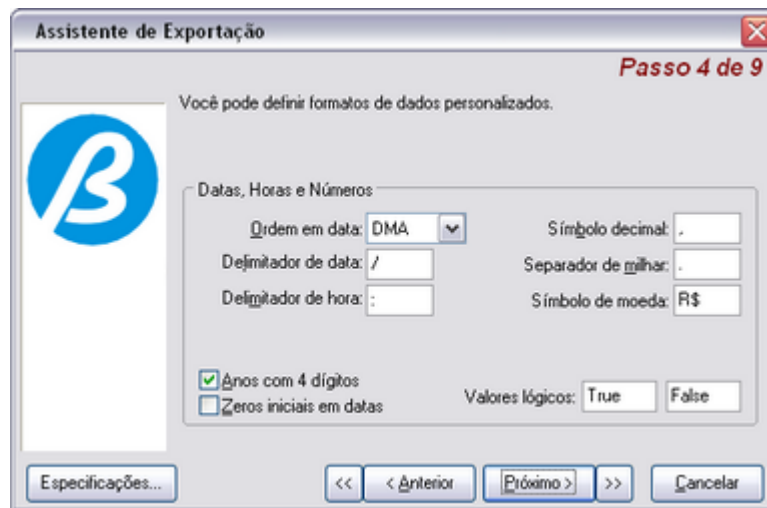 Assistente de Exportação
Passo 4 de 9
Você pode definir formatos de dados personalizados.
Datas, Horas e Números
Ordem em data: DMA
Símbolo decimal: ,
Delimitador de data: /
Separador de milhar: .
Delimitador de hora: :
Símbolo de moeda: R$
Anos com 4 dígitos
Zeros iniciais em datas
Valores lógicos: True False
Especificações... << < Anterior Próximo > >> Cancelar